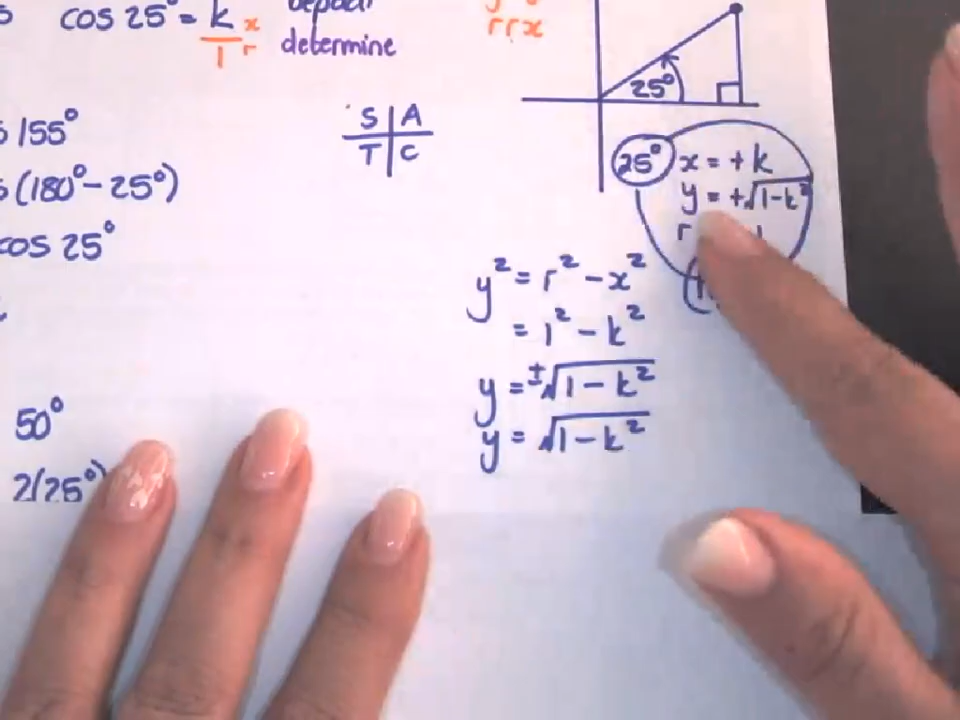 cos 25° = k/1 x/r
determine
y r x
r r x
S A
T C
25°
155°
(180° - 25°)
cos 25°
25° x = + k
y = + √1-k²
r 1
y² = r² - x²
= 1² - k²
y = ±√1 - k²
y = √1 - k²
50°
2(25°)